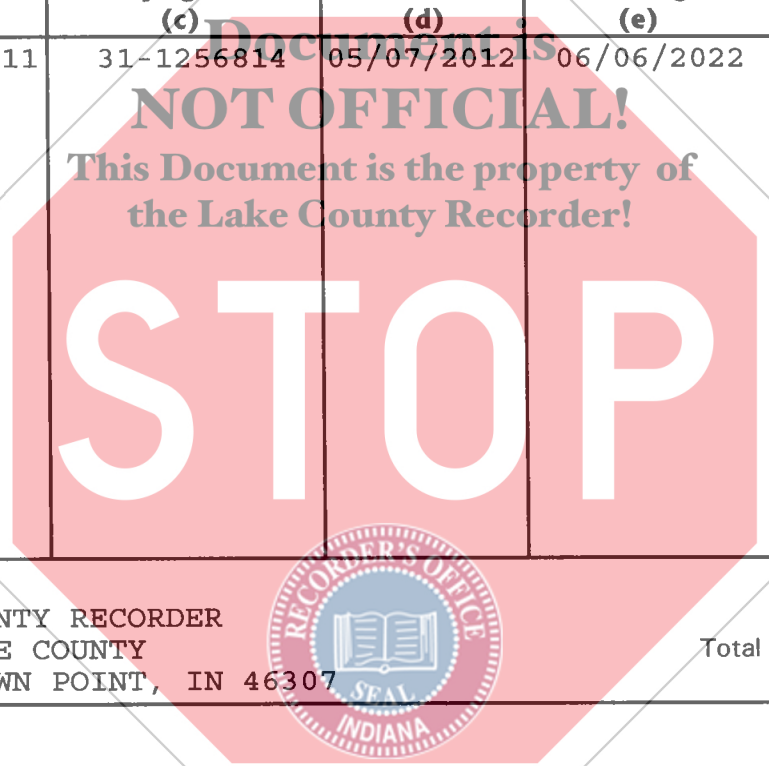 (c) (d) (e)
Document is
11 31-1256814 05/07/2012 06/06/2022
NOT OFFICIAL!
This Document is the property of
the Lake County Recorder!
STOP
RECORDER'S OFFICE
NTY RECORDER
E COUNTY
Total
WN POINT, IN 46307
SEAL
INDIANA